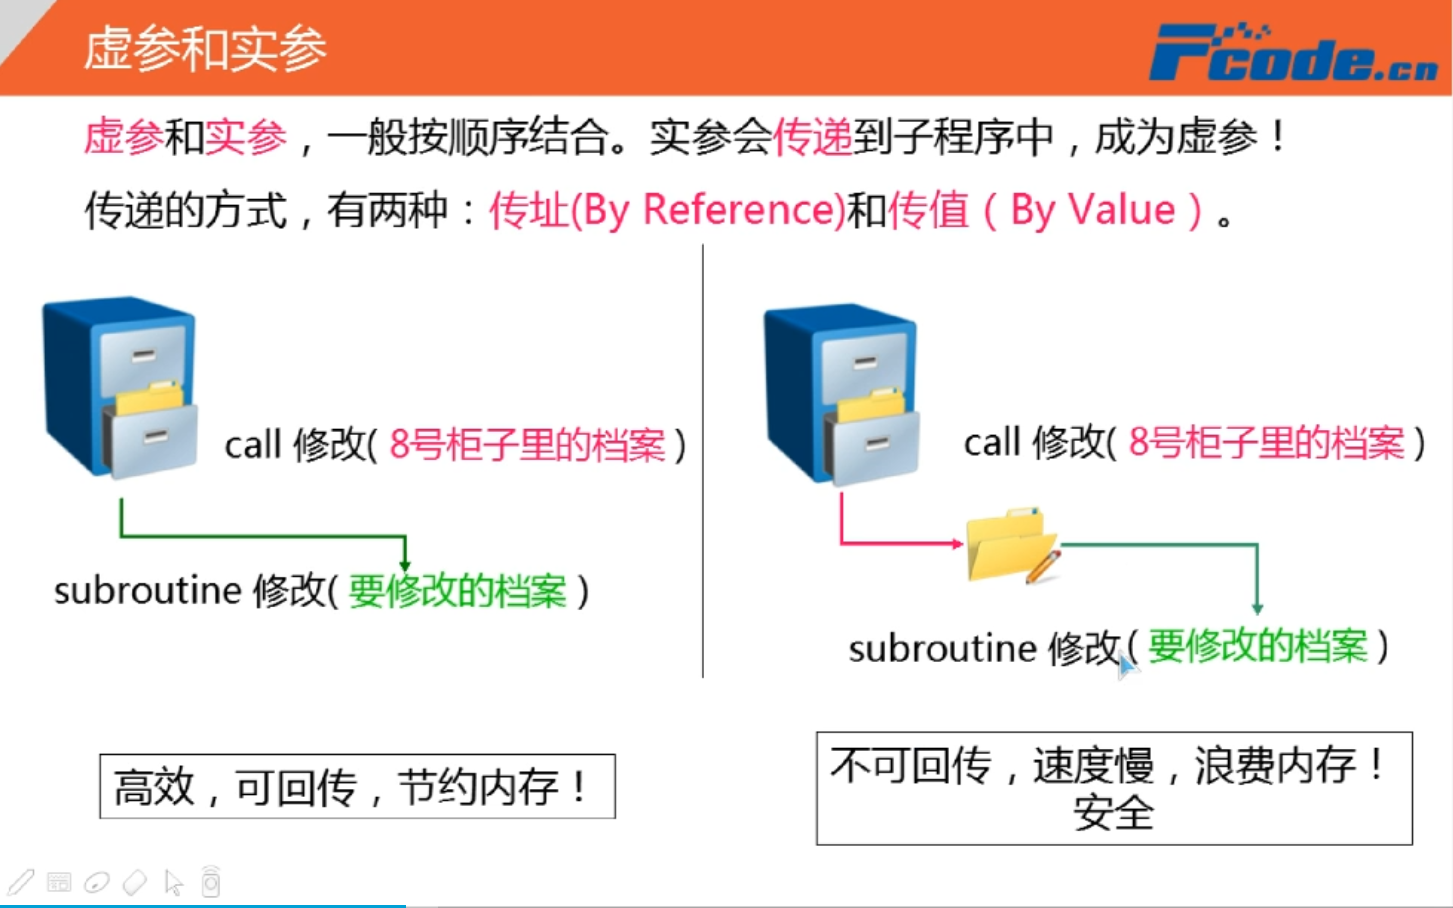 虚参和实参
Fcode.cn
虚参和实参，一般按顺序结合。实参会传递到子程序中，成为虚参！
传递的方式，有两种：传址(By Reference)和传值（By Value）。
call 修改( 8号柜子里的档案 )
subroutine 修改( 要修改的档案 )
高效，可回传，节约内存！
call 修改( 8号柜子里的档案 )
subroutine 修改( 要修改的档案 )
不可回传，速度慢，浪费内存！
安全